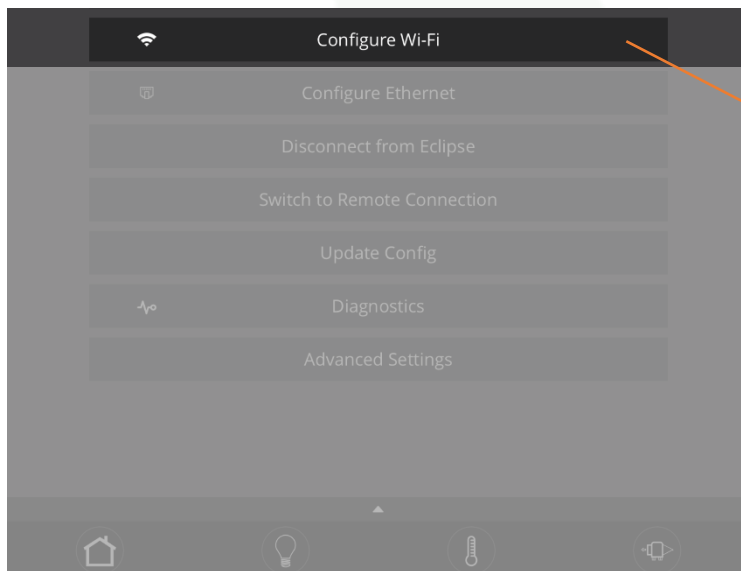 Configure Wi-Fi
Configure Ethernet
Disconnect from Eclipse
Switch to Remote Connection
Update Config
Diagnostics
Advanced Settings